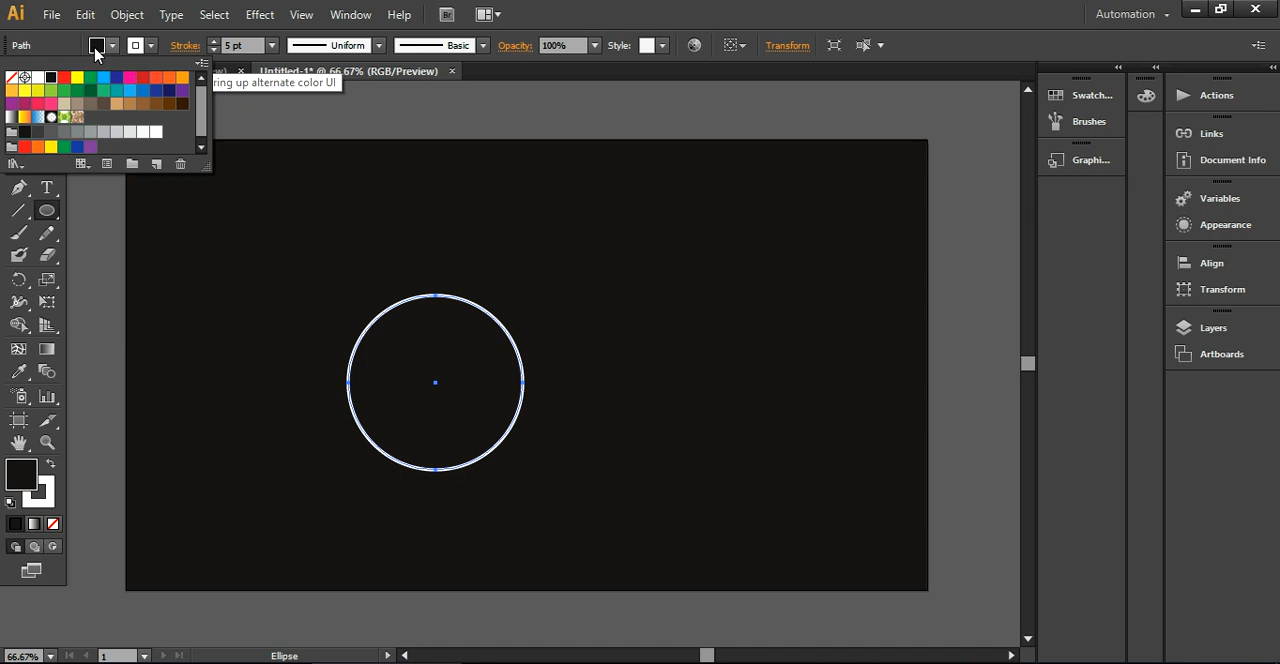 Ai File Edit Object Type Select Effect View Window Help Br Automation
Path Stroke: 5 pt Uniform Basic Opacity: 100% Style: Transform
Untitled-1* @ 66.67% (RGB/Preview)
ring up alternate color UI
Swatch... Actions
Brushes
Links
Graphi... Document Info
T
Variables
Appearance
Align
Transform
Layers
Artboards
66.67% 1 Ellipse